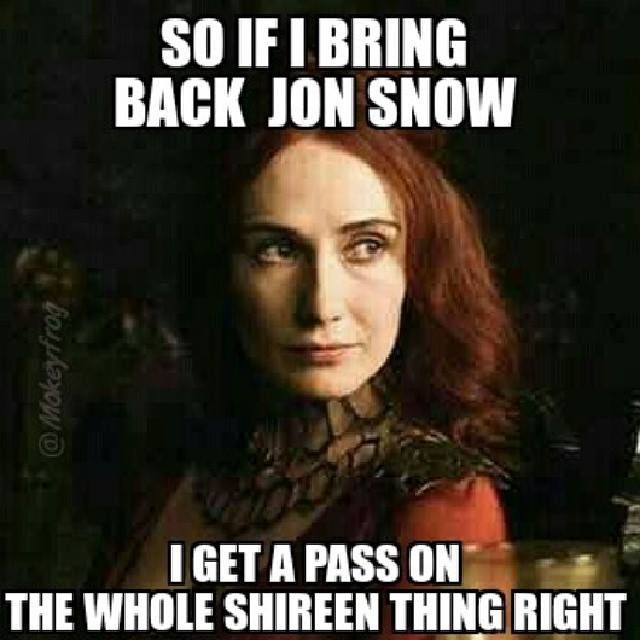 SO IF I BRING
BACK JON SNOW
@Mokeyfrog
I GET A PASS ON
THE WHOLE SHIREEN THING RIGHT